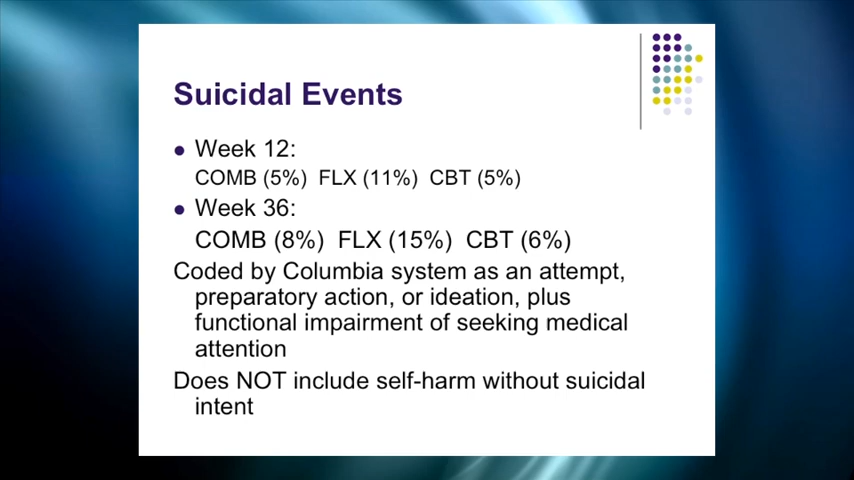 Suicidal Events
● Week 12:
COMB (5%) FLX (11%) CBT (5%)
● Week 36:
COMB (8%) FLX (15%) CBT (6%)
Coded by Columbia system as an attempt,
preparatory action, or ideation, plus
functional impairment of seeking medical
attention
Does NOT include self-harm without suicidal
intent